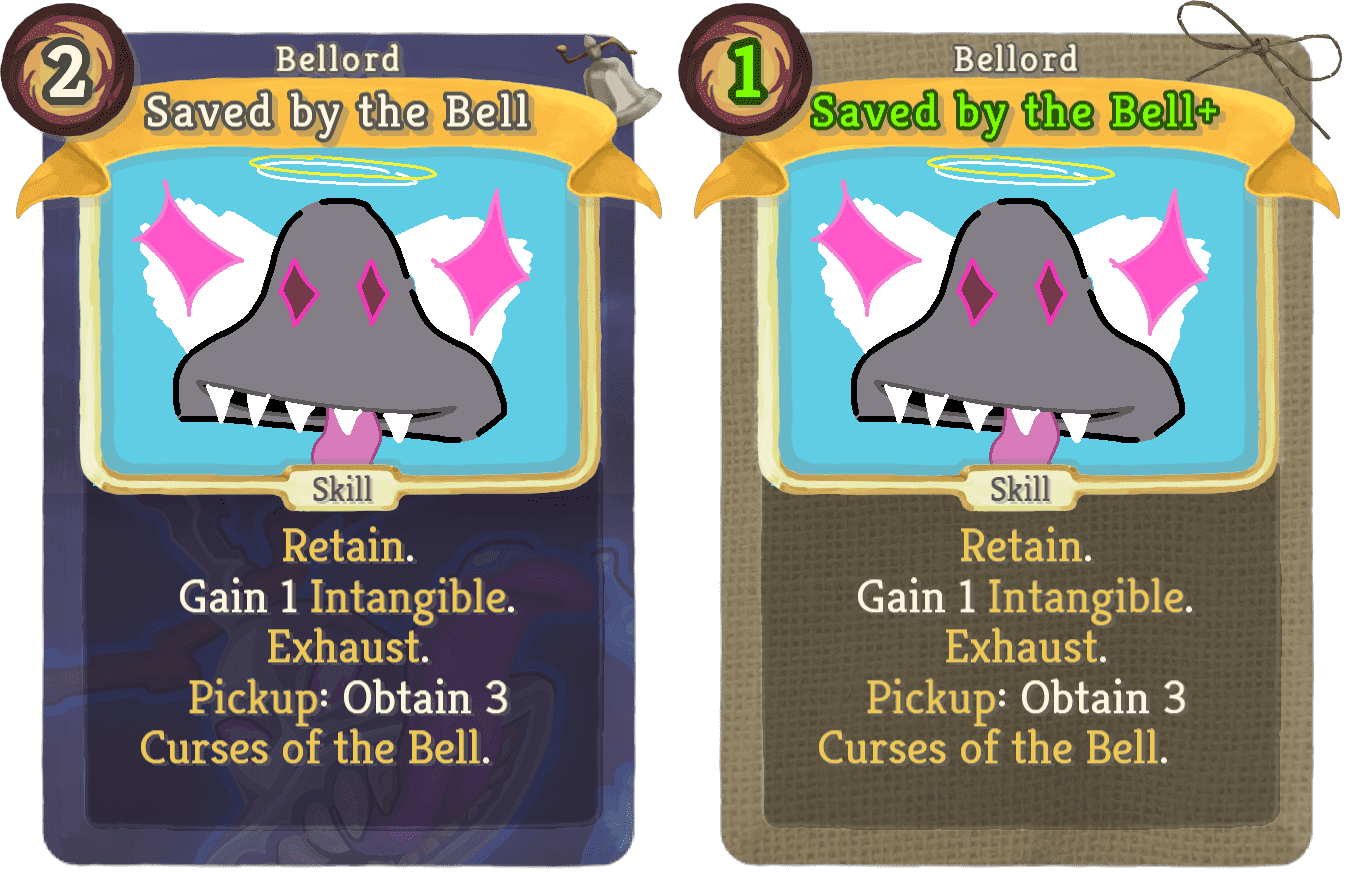 2
Bellord
Saved by the Bell
Skill
Retain.
Gain 1 Intangible.
Exhaust.
Pickup: Obtain 3
Curses of the Bell.
1
Bellord
Saved by the Bell+
Skill
Retain.
Gain 1 Intangible.
Exhaust.
Pickup: Obtain 3
Curses of the Bell.